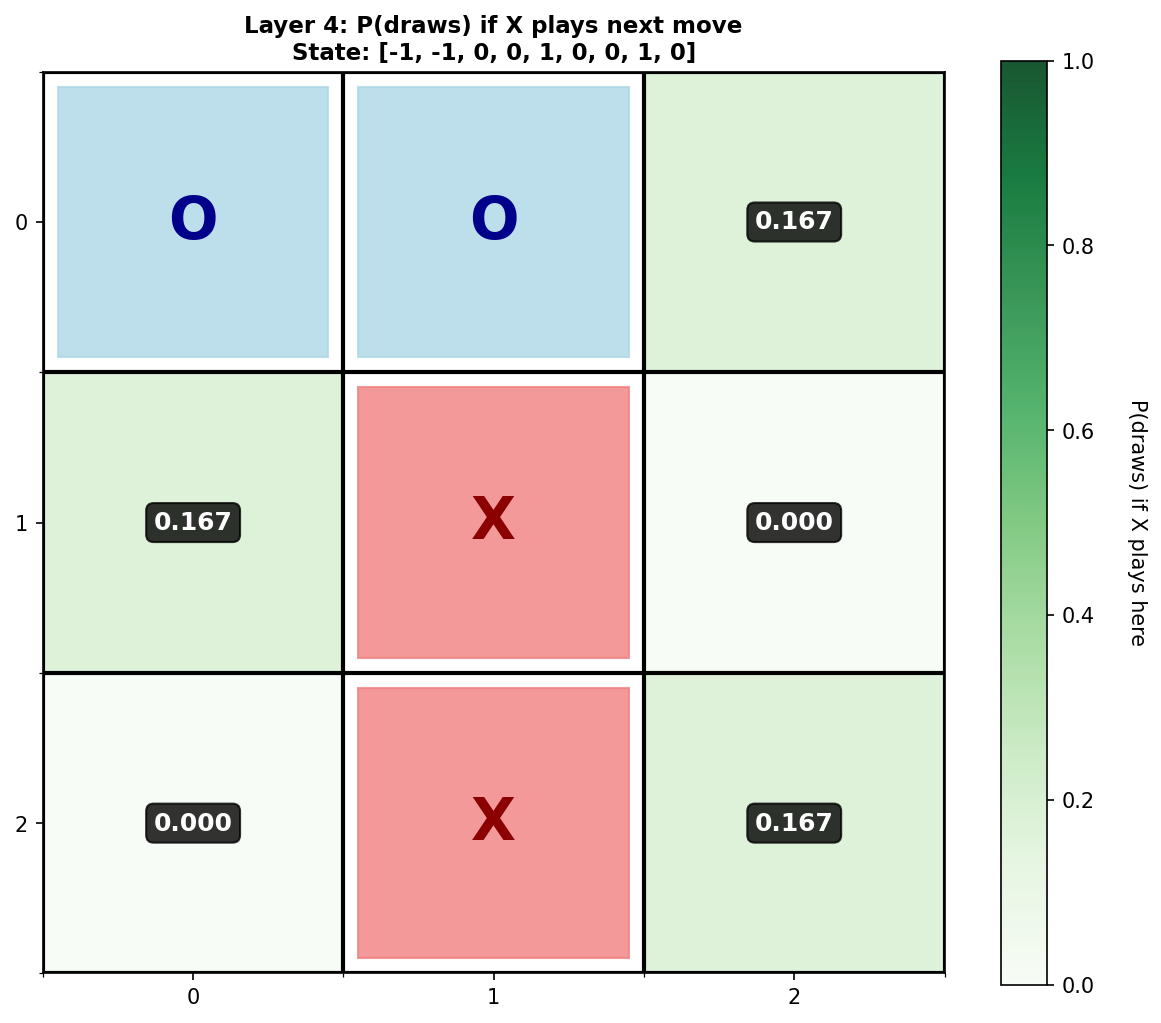 Layer 4: P(draws) if X plays next move
State: [-1, -1, 0, 0, 1, 0, 0, 1, 0]
0
O
O
0.167
1
0.167
X
0.000
2
0.000
X
0.167
0
1
2
1.0
0.8
0.6
0.4
0.2
0.0
P(draws) if X plays here